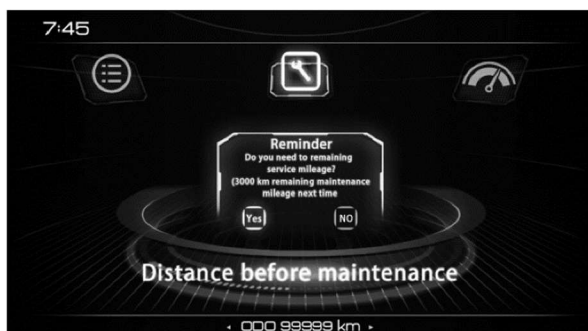 7:45
Reminder
Do you need to remaining
service mileage?
(3000 km remaining maintenance
mileage next time
Yes NO
Distance before maintenance
ODO 99999 km